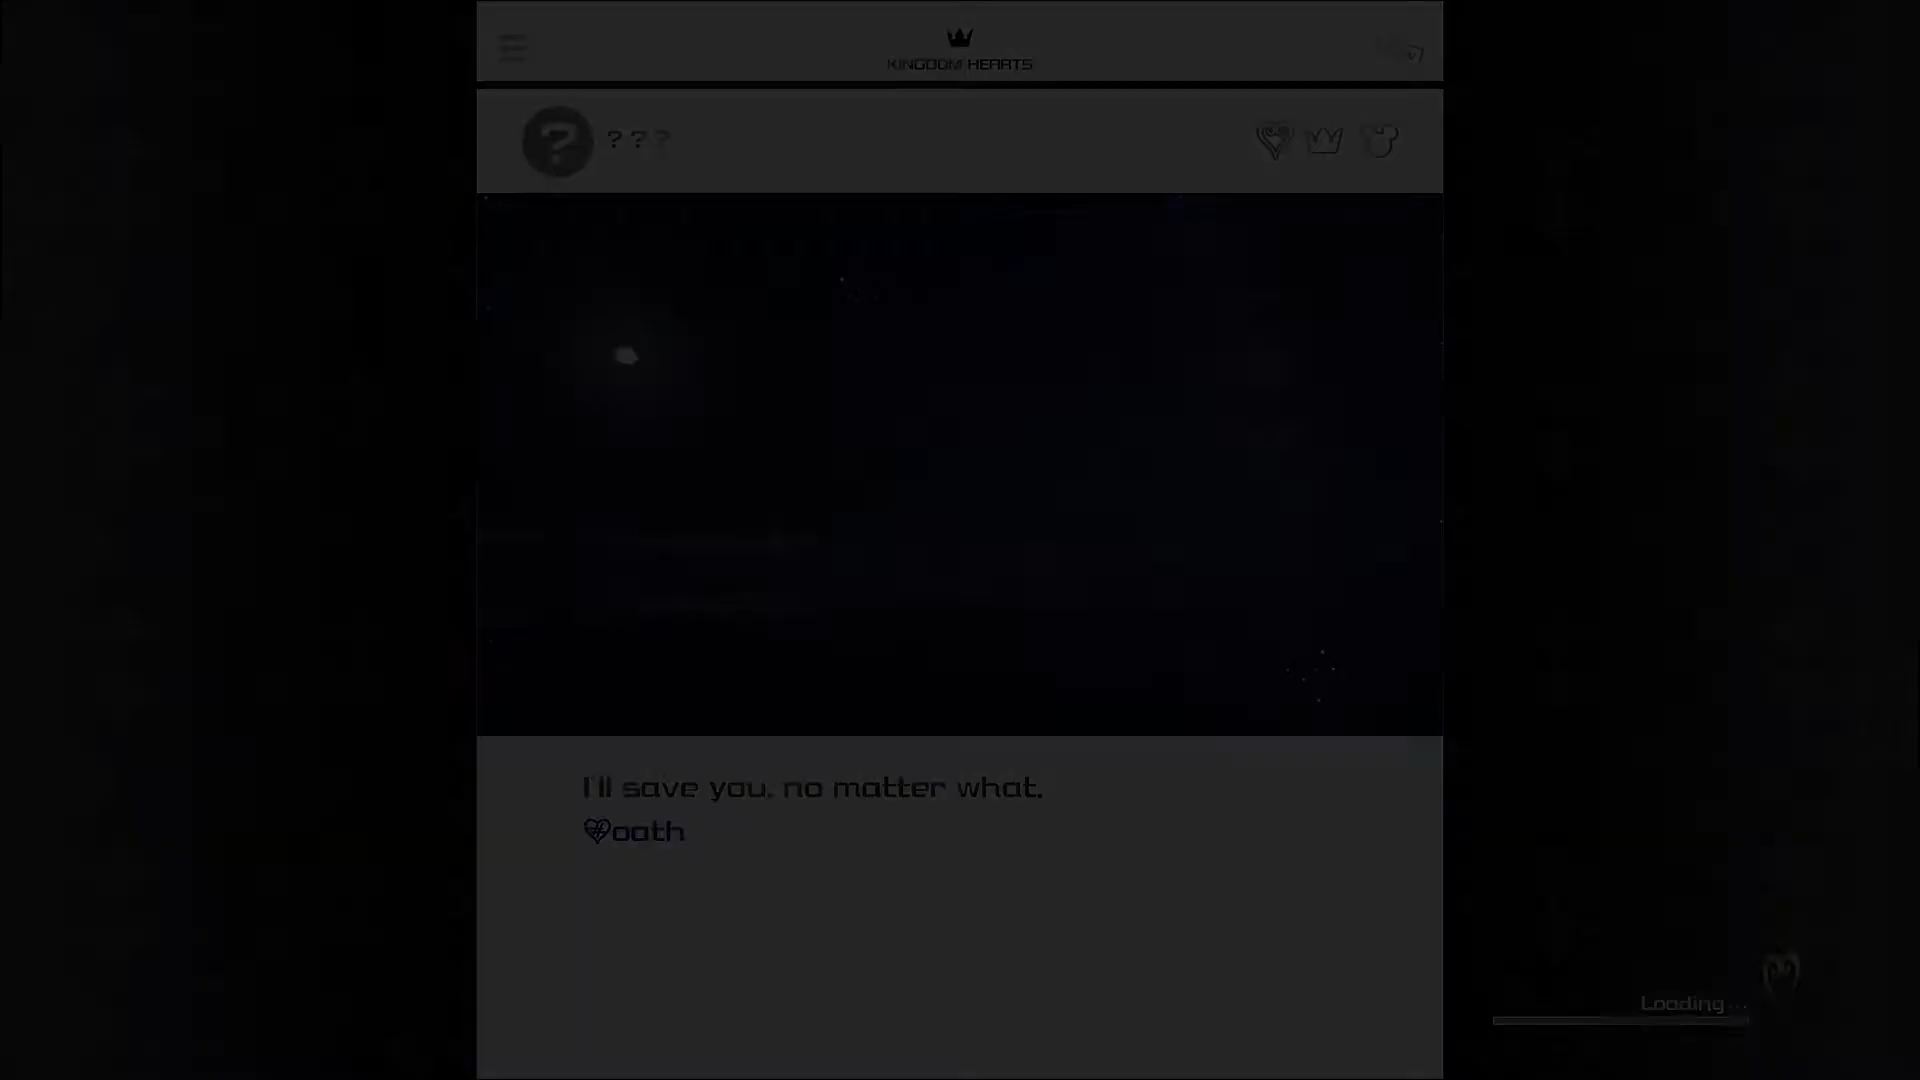 KINGDOM HEARTS
? ? ?
I'll save you, no matter what.
#oath
Loading...